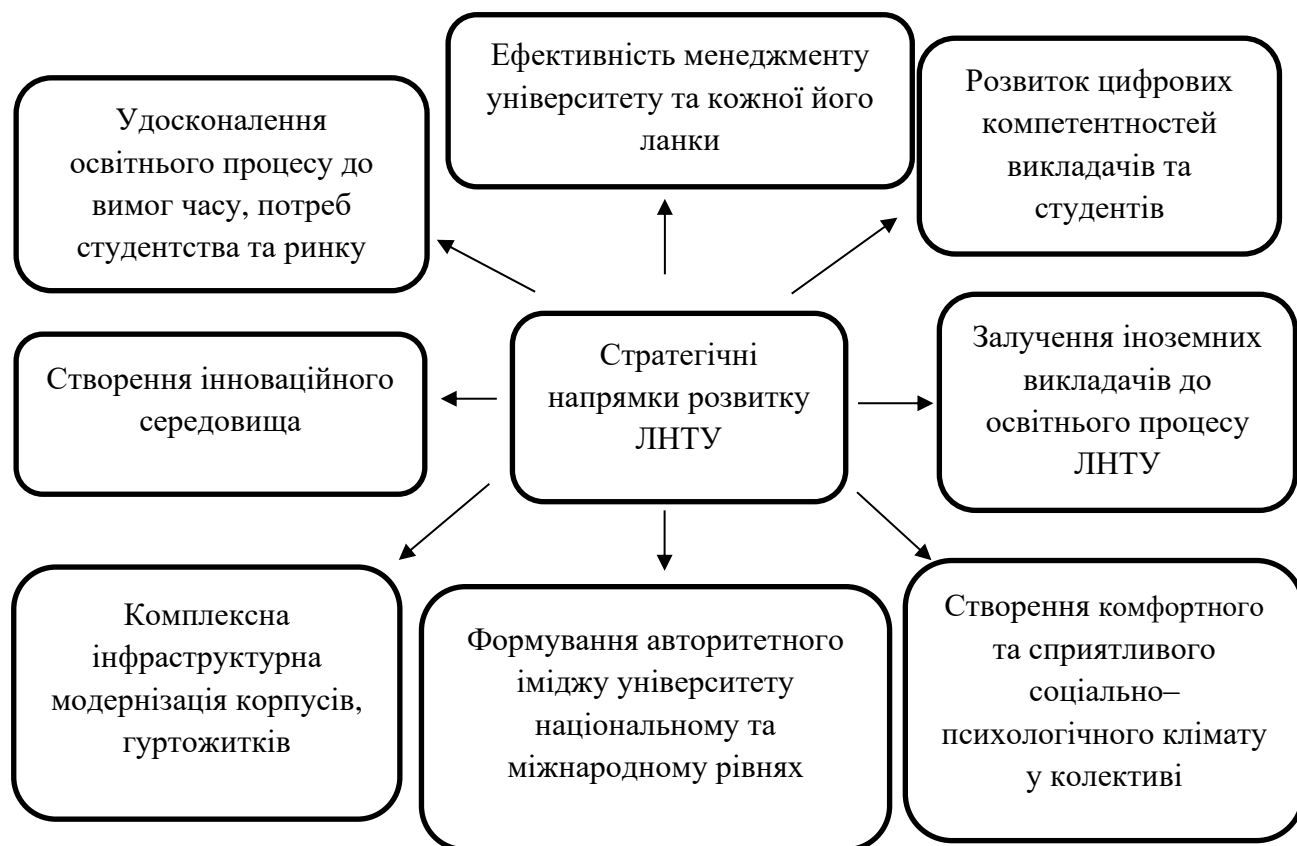 Ефективність менеджменту
університету та кожної його
ланки
Розвиток цифрових
компетентностей
викладачів та
студентів
Удосконалення
освітнього процесу до
вимог часу, потреб
студентства та ринку
Стратегічні
напрямки розвитку
ЛНТУ
Залучення іноземних
викладачів до
освітнього процесу
ЛНТУ
Створення інноваційного
середовища
Комплексна
інфраструктурна
модернізація корпусів,
гуртожитків
Формування авторитетного
іміджу університету
національному та
міжнародному рівнях
Створення комфортного
та сприятливого
соціально–
психологічного клімату
у колективі